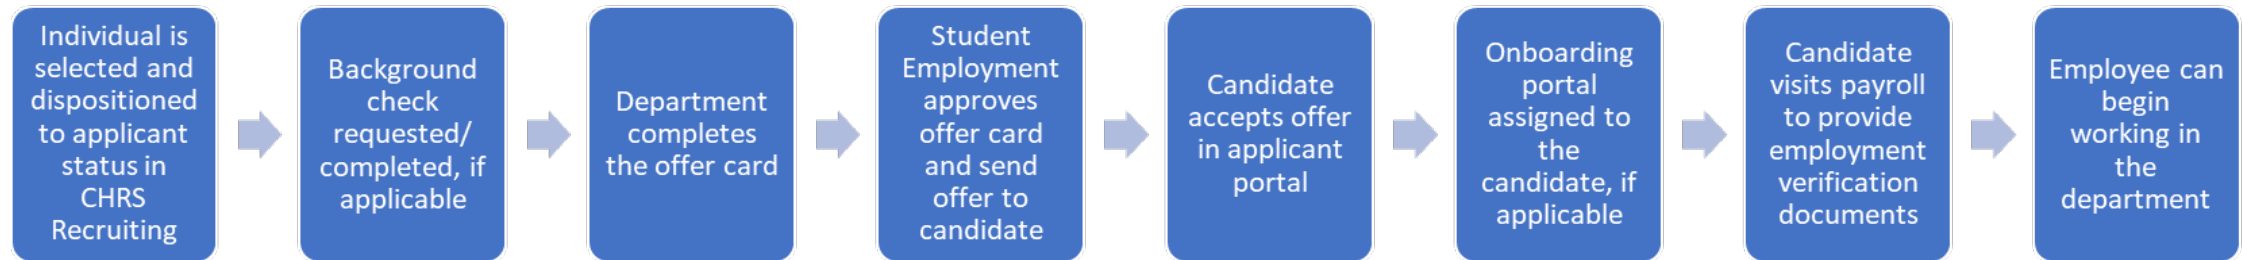 Individual is
selected and
dispositioned
to applicant
status in
CHRS
Recruiting
Background
check
requested/
completed, if
applicable
Department
completes
the offer card
Student
Employment
approves
offer card
and send
offer to
candidate
Candidate
accepts offer
in applicant
portal
Onboarding
portal
assigned to
the
candidate, if
applicable
Candidate
visits payroll
to provide
employment
verification
documents
Employee can
begin
working in
the
department